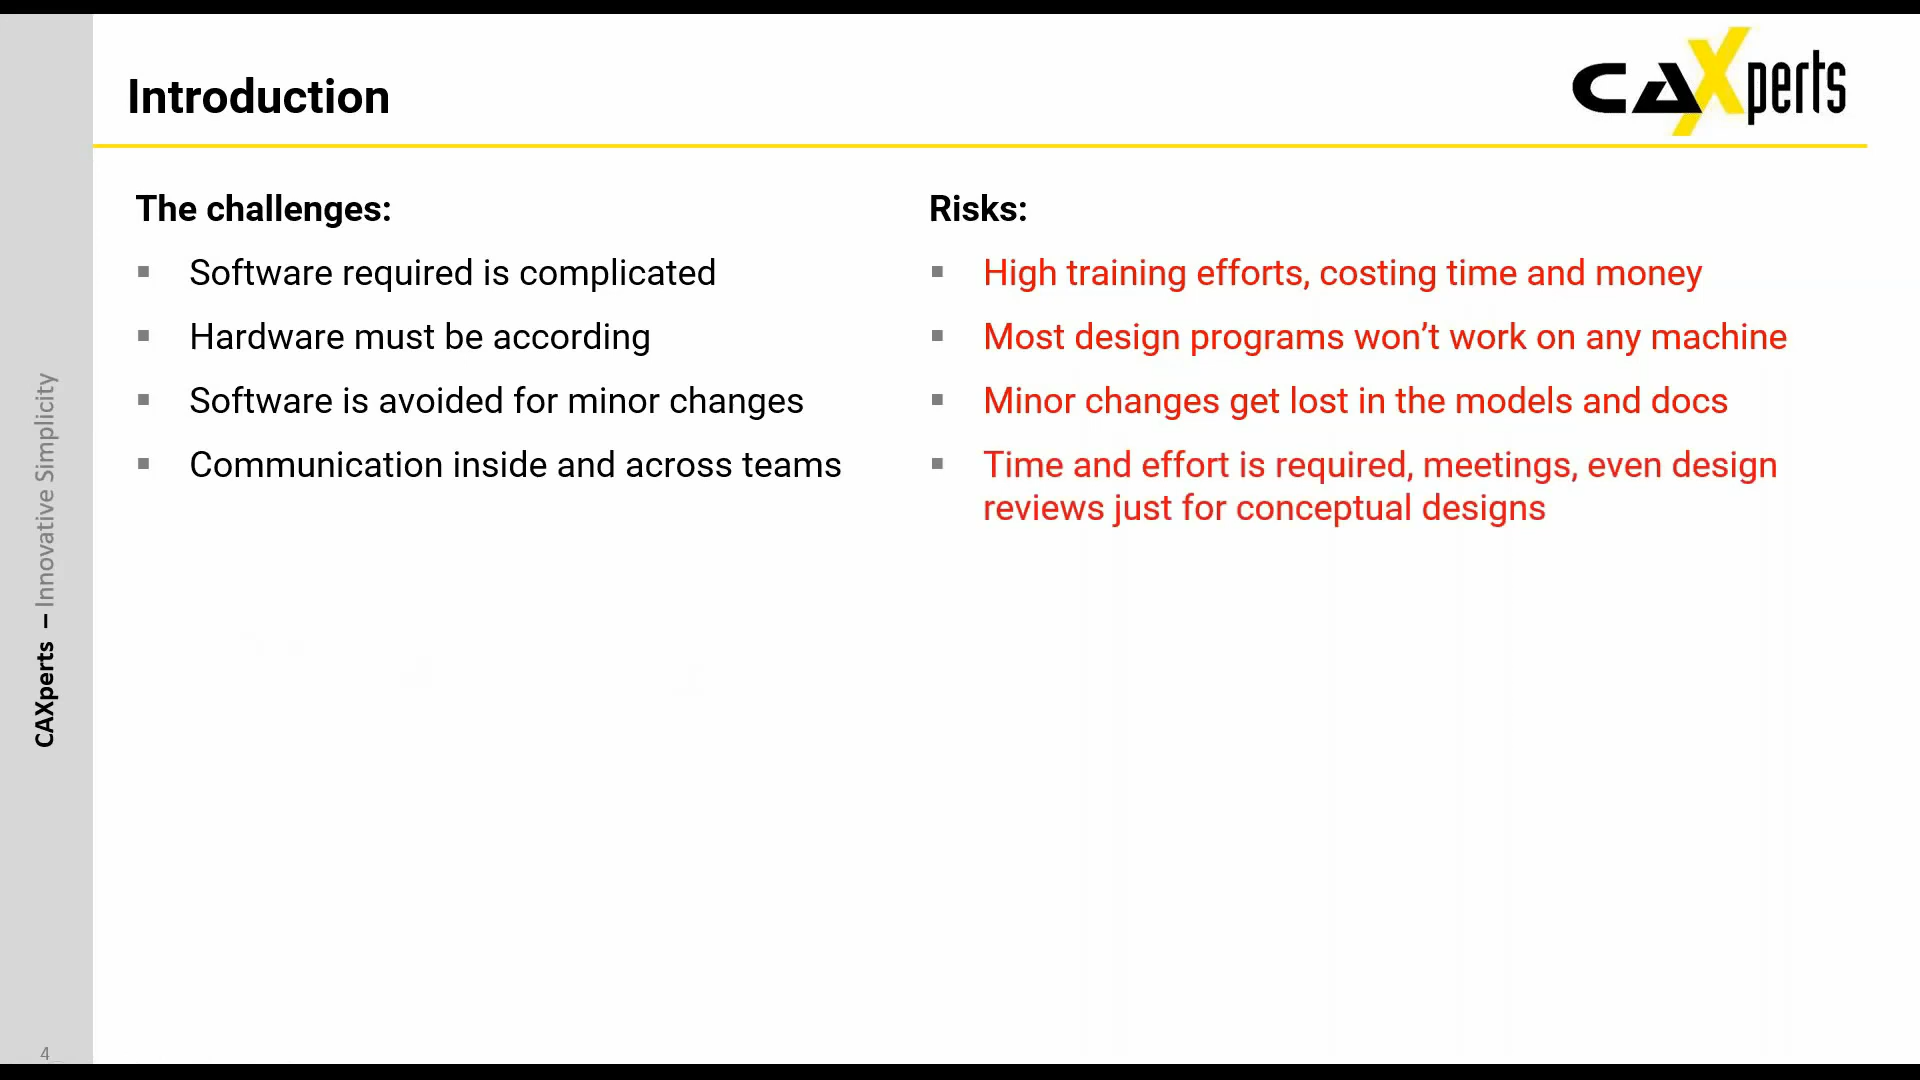 Introduction
CAXperts
The challenges:
Software required is complicated
Hardware must be according
Software is avoided for minor changes
Communication inside and across teams
Risks:
High training efforts, costing time and money
Most design programs won’t work on any machine
Minor changes get lost in the models and docs
Time and effort is required, meetings, even design
reviews just for conceptual designs
CAXperts – Innovative Simplicity
4